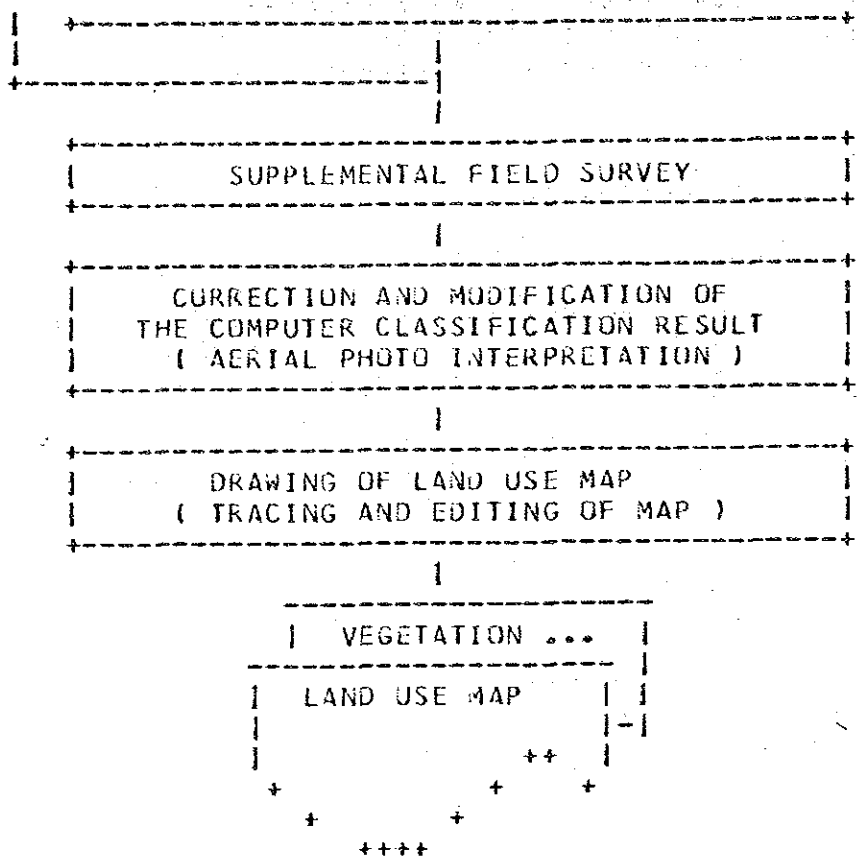 SUPPLEMENTAL FIELD SURVEY
CURRECTION AND MODIFICATION OF
THE COMPUTER CLASSIFICATION RESULT
( AERIAL PHOTO INTERPRETATION )
DRAWING OF LAND USE MAP
( TRACING AND EDITING OF MAP )
VEGETATION ...
LAND USE MAP